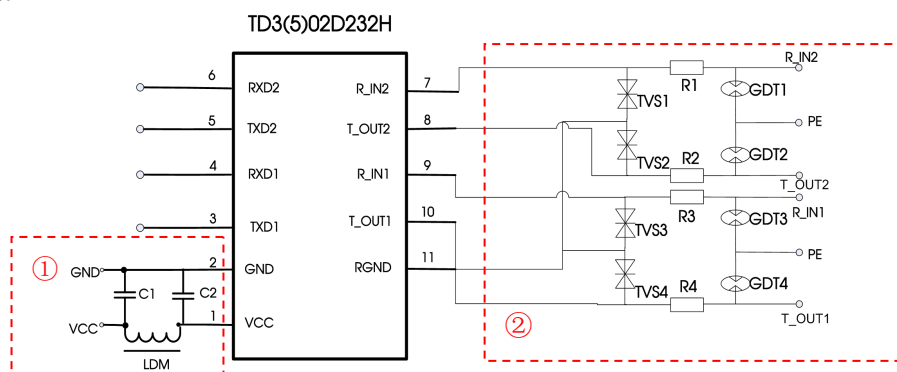 TD3(5)02D232H
6 RXD2 R_IN2 7
5 TXD2 T_OUT2 8
4 RXD1 R_IN1 9
3 TXD1 T_OUT1 10
2 GND RGND 11
1 VCC
①
GND
C1 C2
VCC
LDM
②
R_IN2
R1
TVS1 GDT1
PE
TVS2 R2 GDT2
T_OUT2
R_IN1
R3
TVS3 GDT3
PE
TVS4 R4 GDT4
T_OUT1